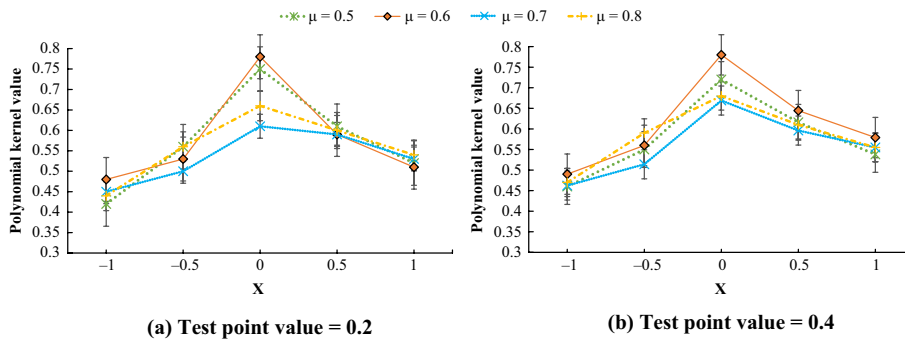 μ = 0.5 μ = 0.6 μ = 0.7 μ = 0.8
Polynomial kernel value
0.8
0.75
0.7
0.65
0.6
0.55
0.5
0.45
0.4
0.35
0.3
–1 –0.5 0 0.5 1
X
(a) Test point value = 0.2
Polynomial kernel value
0.8
0.75
0.7
0.65
0.6
0.55
0.5
0.45
0.4
0.35
0.3
–1 –0.5 0 0.5 1
X
(b) Test point value = 0.4